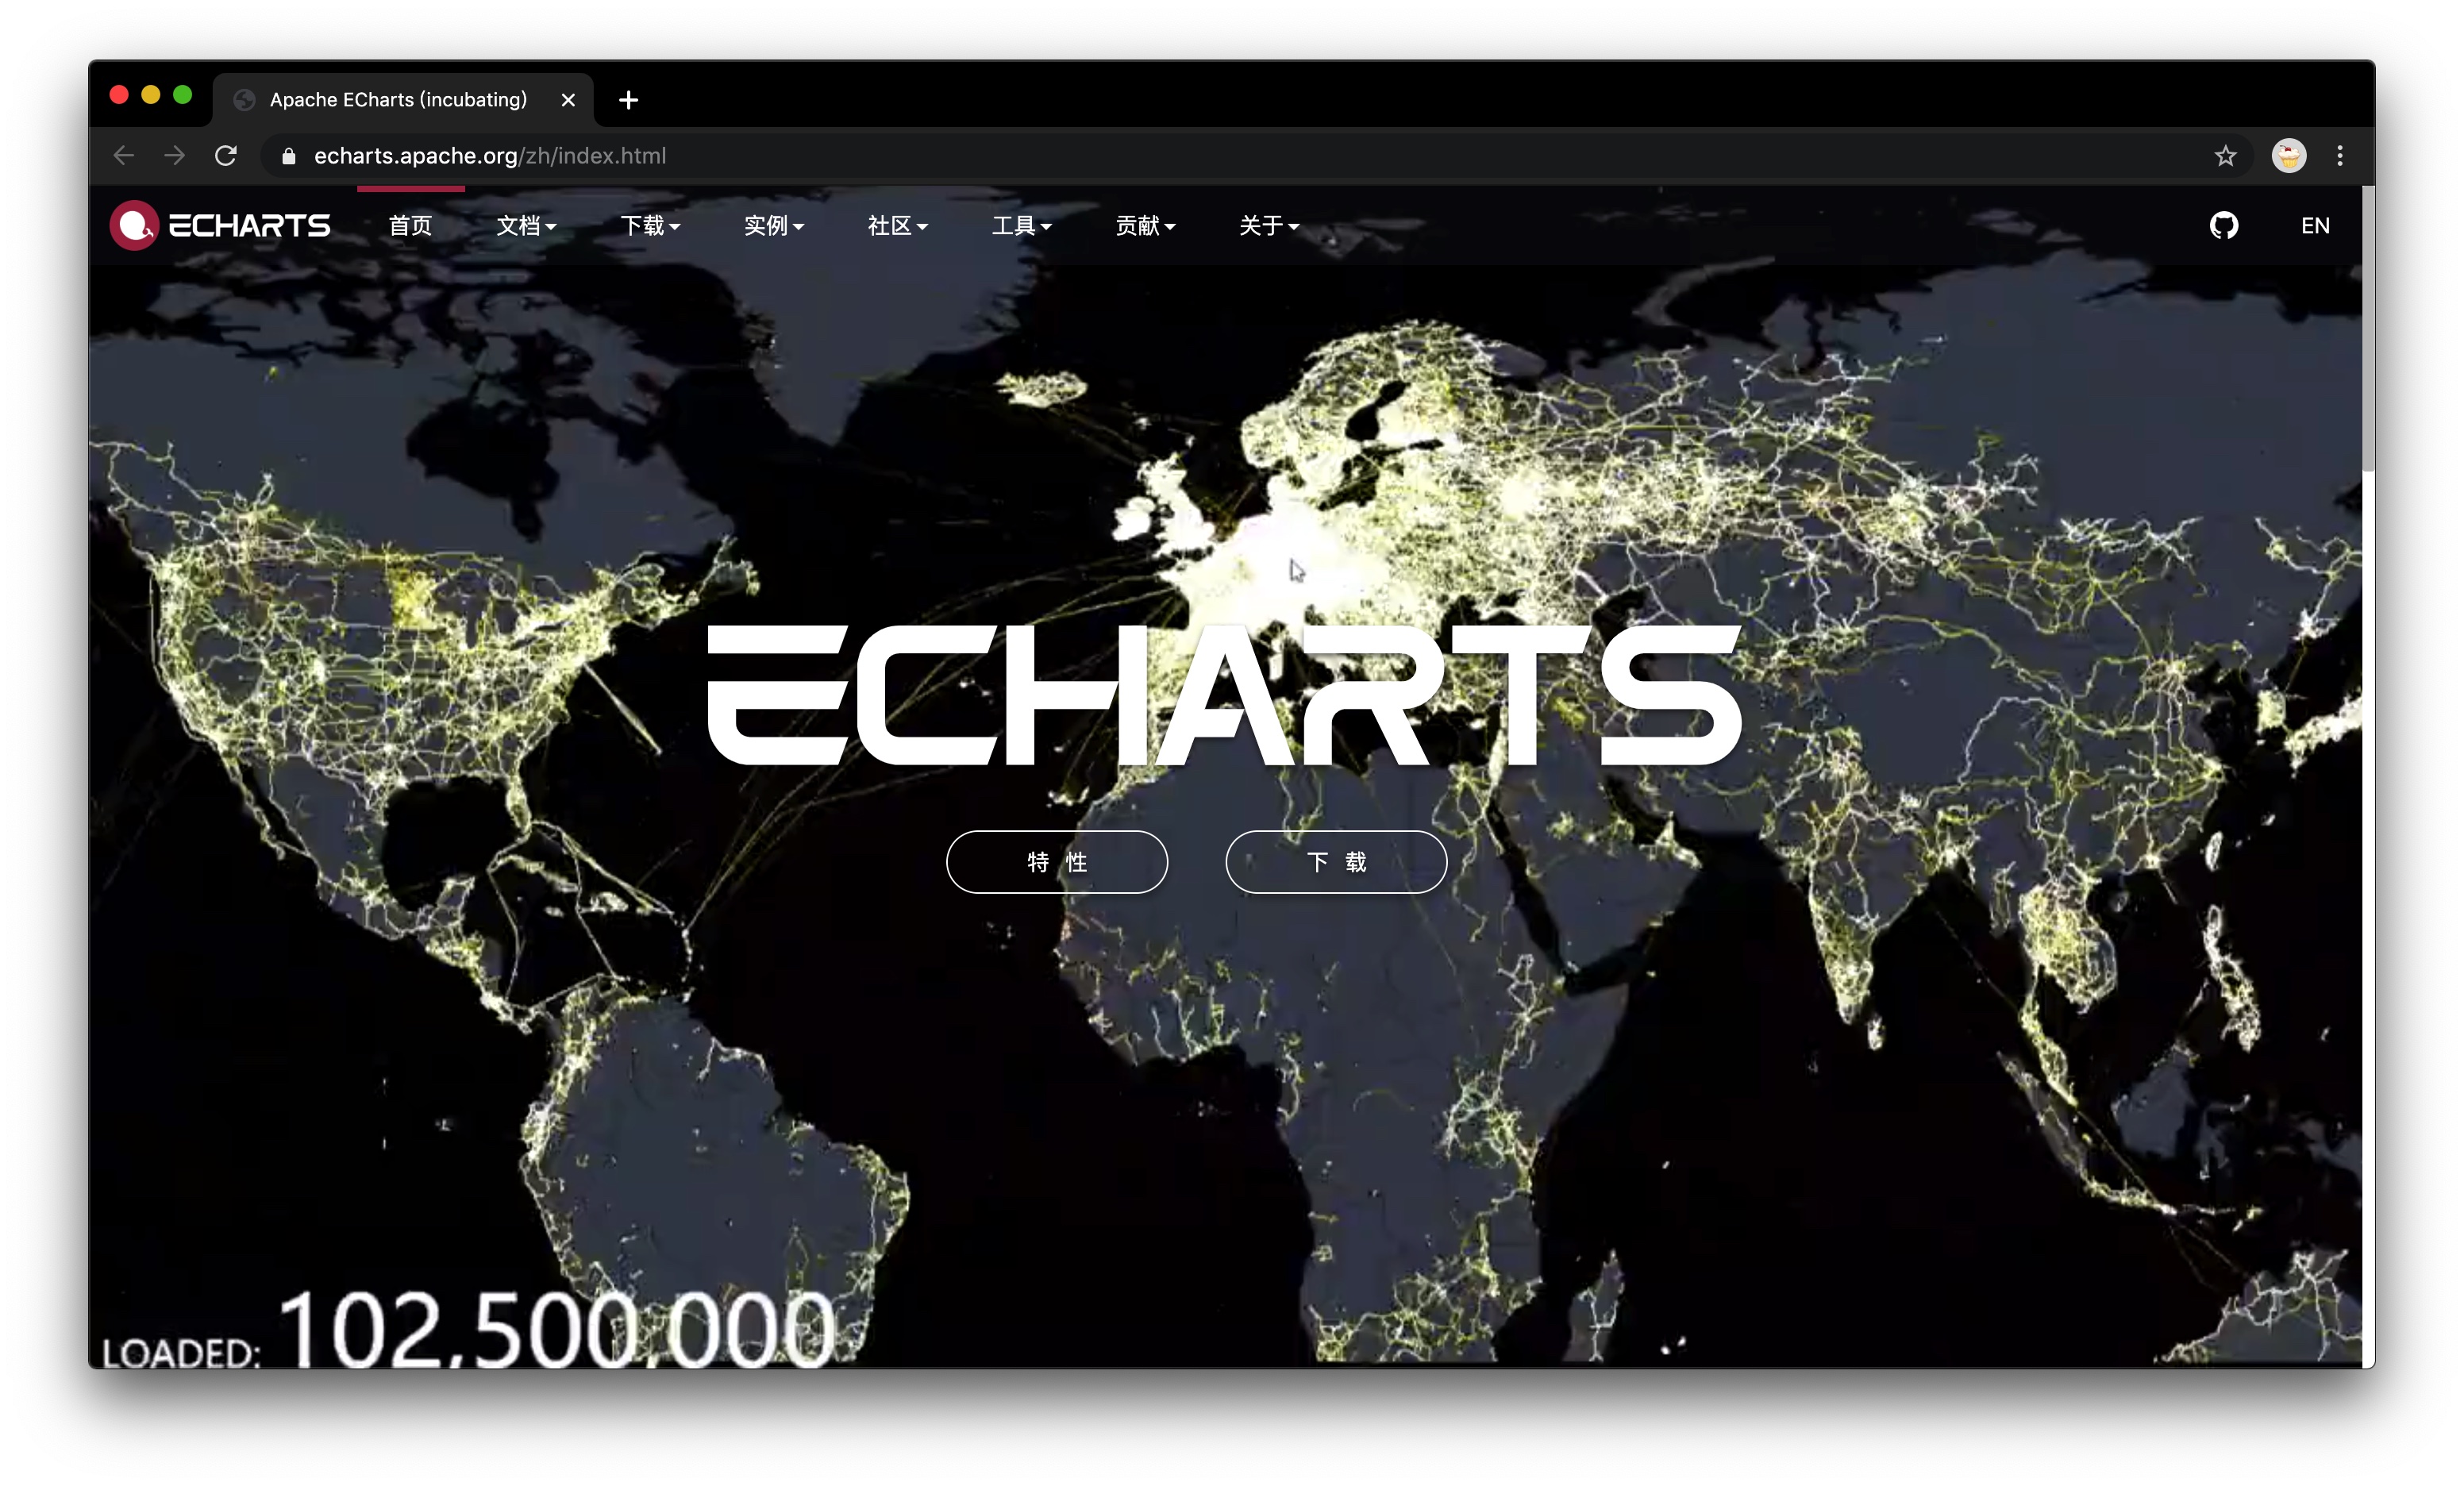 Apache ECharts (incubating)
echarts.apache.org/zh/index.html
ECHARTS 首页 文档 下载 实例 社区 工具 贡献 关于 EN
ECHARTS
特性 下载
LOADED: 102,500,000